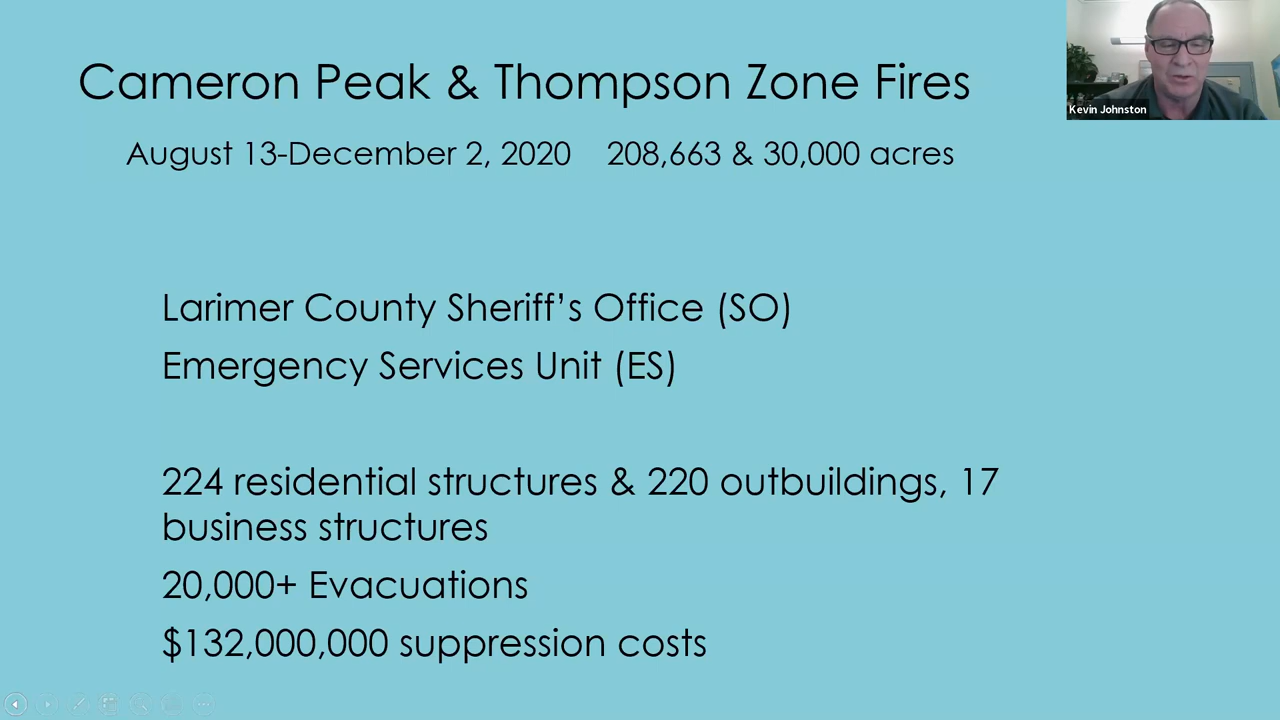 Cameron Peak & Thompson Zone Fires
Kevin Johnston
August 13-December 2, 2020 208,663 & 30,000 acres
Larimer County Sheriff’s Office (SO)
Emergency Services Unit (ES)
224 residential structures & 220 outbuildings, 17
business structures
20,000+ Evacuations
$132,000,000 suppression costs